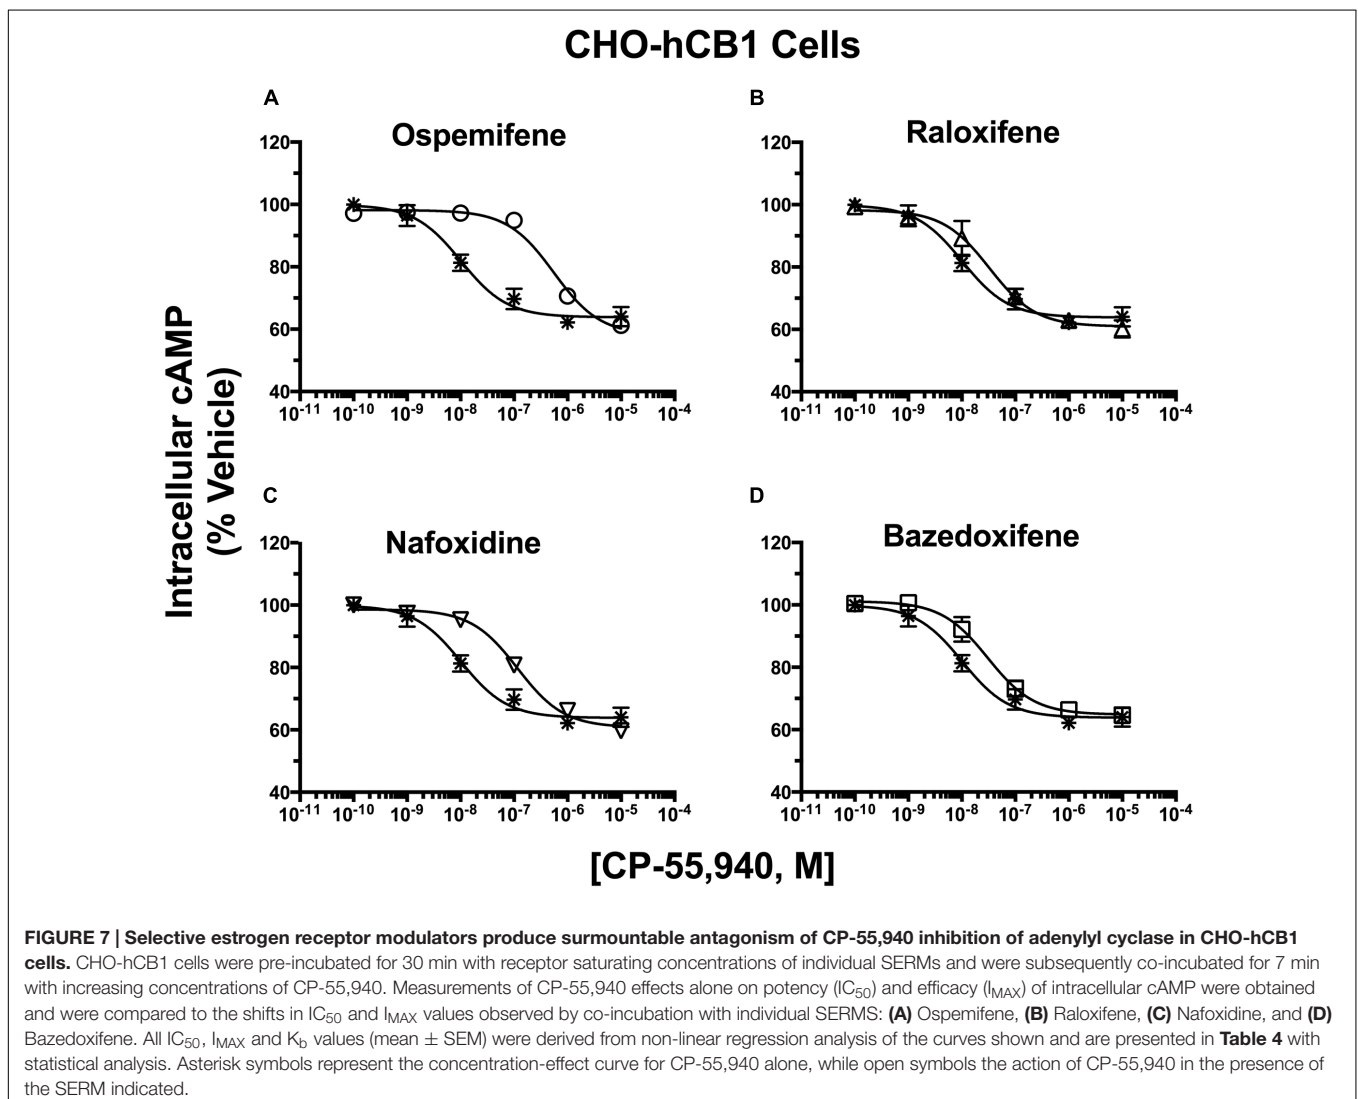 CHO-hCB1 Cells
A
Ospemifene
120
100
80
60
40
10-11 10-10 10-9 10-8 10-7 10-6 10-5 10-4
B
Raloxifene
120
100
80
60
40
10-11 10-10 10-9 10-8 10-7 10-6 10-5 10-4
Intracellular cAMP
(% Vehicle)
C
Nafoxidine
120
100
80
60
40
10-11 10-10 10-9 10-8 10-7 10-6 10-5 10-4
D
Bazedoxifene
120
100
80
60
40
10-11 10-10 10-9 10-8 10-7 10-6 10-5 10-4
[CP-55,940, M]
FIGURE 7 | Selective estrogen receptor modulators produce surmountable antagonism of CP-55,940 inhibition of adenylyl cyclase in CHO-hCB1
cells. CHO-hCB1 cells were pre-incubated for 30 min with receptor saturating concentrations of individual SERMs and were subsequently co-incubated for 7 min
with increasing concentrations of CP-55,940. Measurements of CP-55,940 effects alone on potency (IC50) and efficacy (IMAX) of intracellular cAMP were obtained
and were compared to the shifts in IC50 and IMAX values observed by co-incubation with individual SERMS: (A) Ospemifene, (B) Raloxifene, (C) Nafoxidine, and (D)
Bazedoxifene. All IC50, IMAX and Kb values (mean ± SEM) were derived from non-linear regression analysis of the curves shown and are presented in Table 4 with
statistical analysis. Asterisk symbols represent the concentration-effect curve for CP-55,940 alone, while open symbols the action of CP-55,940 in the presence of
the SERM indicated.